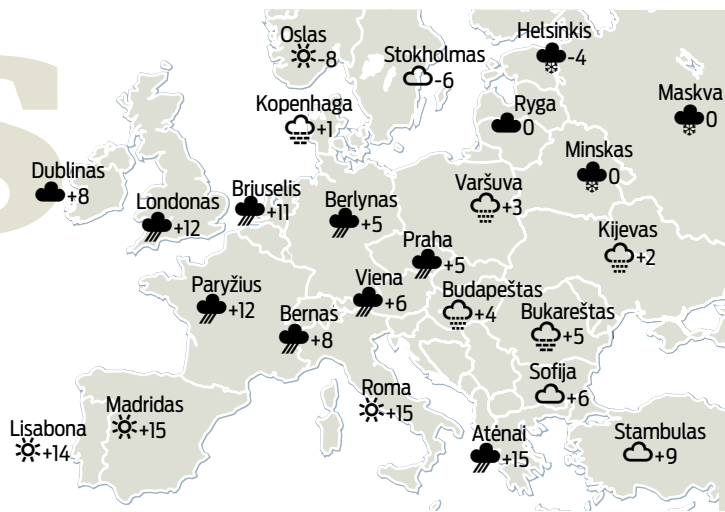 Oslas
-8
Helsinkis
-4
Stokholmas
-6
Maskva
0
Kopenhaga
+1
Ryga
0
Minskas
0
Dublinas
+8
Londonas
+12
Briuselis
+11
Berlynas
+5
Varšuva
+3
Kijevas
+2
Praha
+5
Paryžius
+12
Viena
+6
Budapeštas
+4
Bernas
+8
Bukareštas
+5
Sofija
+6
Roma
+15
Madridas
+15
Lisabona
+14
Atėnai
+15
Stambulas
+9
S